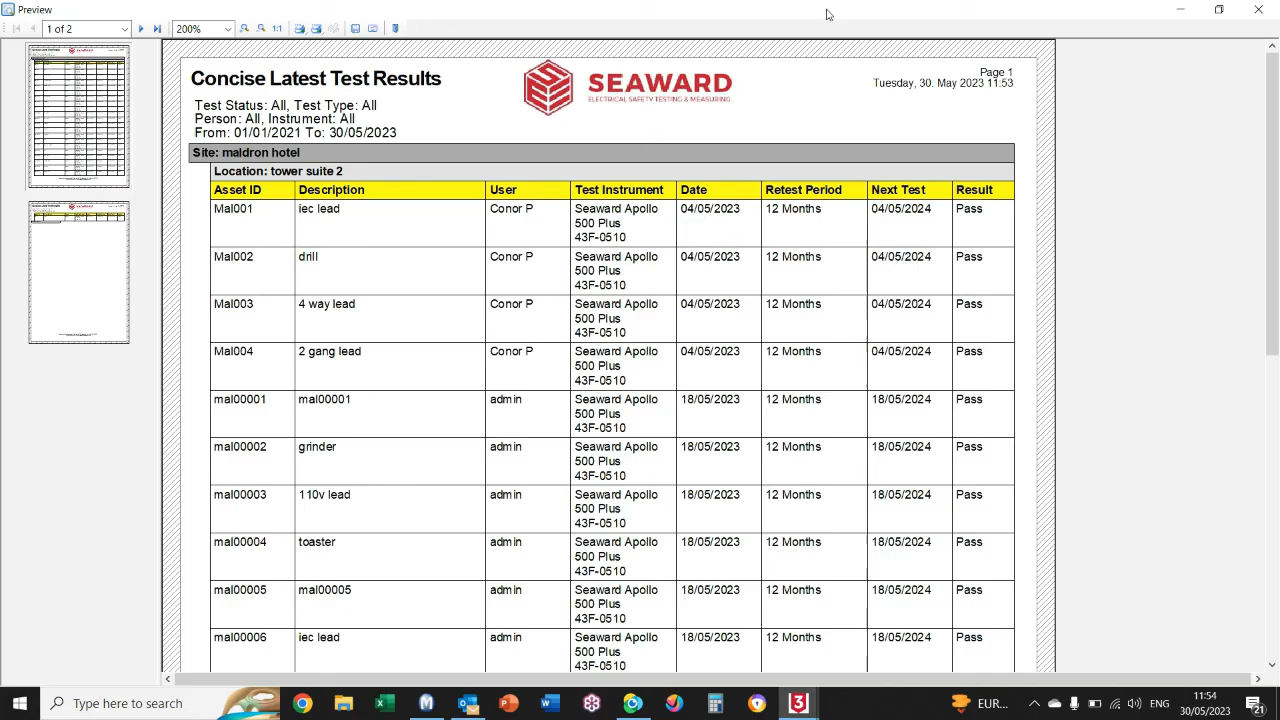 Preview
1 of 2
200%
1:1
Concise Latest Test Results
SEAWARD
ELECTRICAL SAFETY TESTING & MEASURING.
Page 1
Tuesday, 30. May 2023 11:53
Test Status: All, Test Type: All
Person: All, Instrument: All
From: 01/01/2021 To: 30/05/2023
Site: maldron hotel
Location: tower suite 2
Asset ID Description User Test Instrument Date Retest Period Next Test Result
Mal001 iec lead Conor P Seaward Apollo 04/05/2023 12 Months 04/05/2024 Pass
500 Plus
43F-0510
Mal002 drill Conor P Seaward Apollo 04/05/2023 12 Months 04/05/2024 Pass
500 Plus
43F-0510
Mal003 4 way lead Conor P Seaward Apollo 04/05/2023 12 Months 04/05/2024 Pass
500 Plus
43F-0510
Mal004 2 gang lead Conor P Seaward Apollo 04/05/2023 12 Months 04/05/2024 Pass
500 Plus
43F-0510
mal00001 mal00001 admin Seaward Apollo 18/05/2023 12 Months 18/05/2024 Pass
500 Plus
43F-0510
mal00002 grinder admin Seaward Apollo 18/05/2023 12 Months 18/05/2024 Pass
500 Plus
43F-0510
mal00003 110v lead admin Seaward Apollo 18/05/2023 12 Months 18/05/2024 Pass
500 Plus
43F-0510
mal00004 toaster admin Seaward Apollo 18/05/2023 12 Months 18/05/2024 Pass
500 Plus
43F-0510
mal00005 mal00005 admin Seaward Apollo 18/05/2023 12 Months 18/05/2024 Pass
500 Plus
43F-0510
mal00006 iec lead admin Seaward Apollo 18/05/2023 12 Months 18/05/2024 Pass
500 Plus
43F-0510
Type here to search
EUR...
ENG
11:54
30/05/2023
21